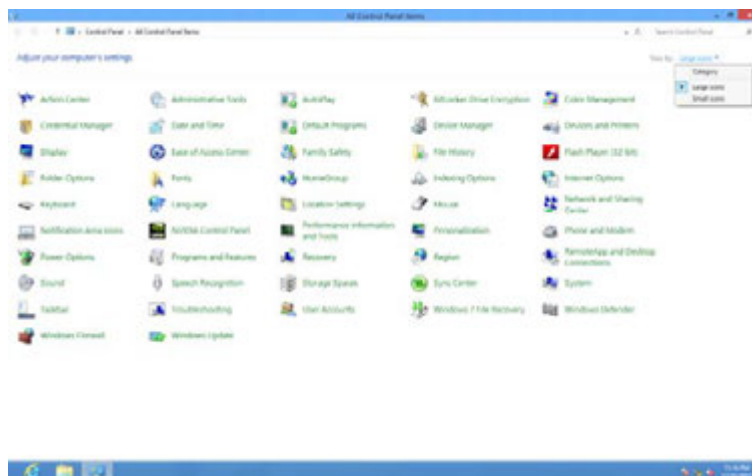 All Control Panel Items
Control Panel All Control Panel Items Search Control Panel
Adjust your computer's settings View by: Large icons
Category
Large icons
Small icons
Action Center Administrative Tools AutoPlay BitLocker Drive Encryption Color Management
Credential Manager Date and Time Default Programs Device Manager Devices and Printers
Display Ease of Access Center Family Safety File History Flash Player (32-bit)
Folder Options Fonts HomeGroup Indexing Options Internet Options
Keyboard Language Location Settings Mouse Network and Sharing
Center
Notification Area Icons NVIDIA Control Panel Performance Information
and Tools Personalization Phone and Modem
Power Options Programs and Features Recovery Region RemoteApp and Desktop
Connections
Sound Speech Recognition Storage Spaces Sync Center System
Taskbar Troubleshooting User Accounts Windows 7 File Recovery Windows Defender
Windows Firewall Windows Update